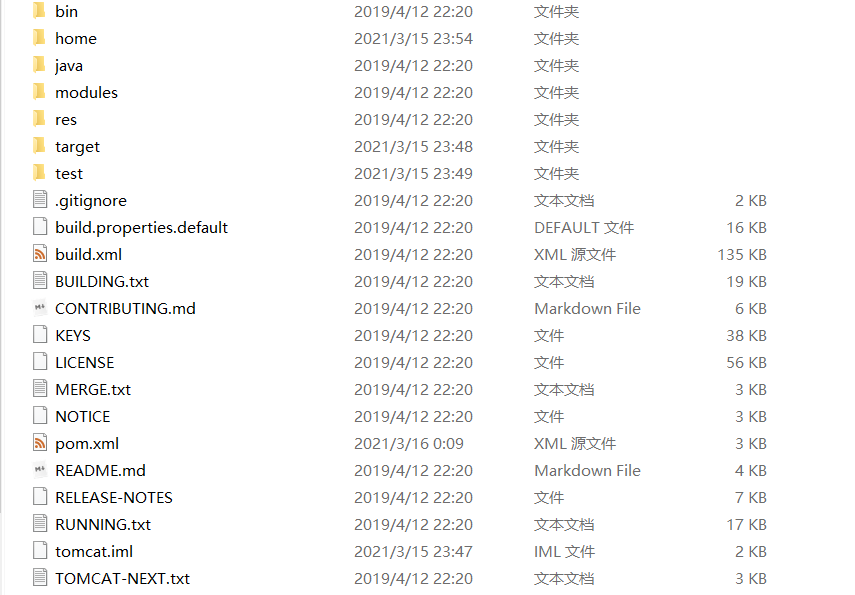 bin 2019/4/12 22:20 文件夹
home 2021/3/15 23:54 文件夹
java 2019/4/12 22:20 文件夹
modules 2019/4/12 22:20 文件夹
res 2019/4/12 22:20 文件夹
target 2021/3/15 23:48 文件夹
test 2021/3/15 23:49 文件夹
.gitignore 2019/4/12 22:20 文本文档 2 KB
build.properties.default 2019/4/12 22:20 DEFAULT 文件 16 KB
build.xml 2019/4/12 22:20 XML 源文件 135 KB
BUILDING.txt 2019/4/12 22:20 文本文档 19 KB
CONTRIBUTING.md 2019/4/12 22:20 Markdown File 6 KB
KEYS 2019/4/12 22:20 文件 38 KB
LICENSE 2019/4/12 22:20 文件 56 KB
MERGE.txt 2019/4/12 22:20 文本文档 3 KB
NOTICE 2019/4/12 22:20 文件 3 KB
pom.xml 2021/3/16 0:09 XML 源文件 3 KB
README.md 2019/4/12 22:20 Markdown File 4 KB
RELEASE-NOTES 2019/4/12 22:20 文件 7 KB
RUNNING.txt 2019/4/12 22:20 文本文档 17 KB
tomcat.iml 2021/3/15 23:47 IML 文件 2 KB
TOMCAT-NEXT.txt 2019/4/12 22:20 文本文档 3 KB